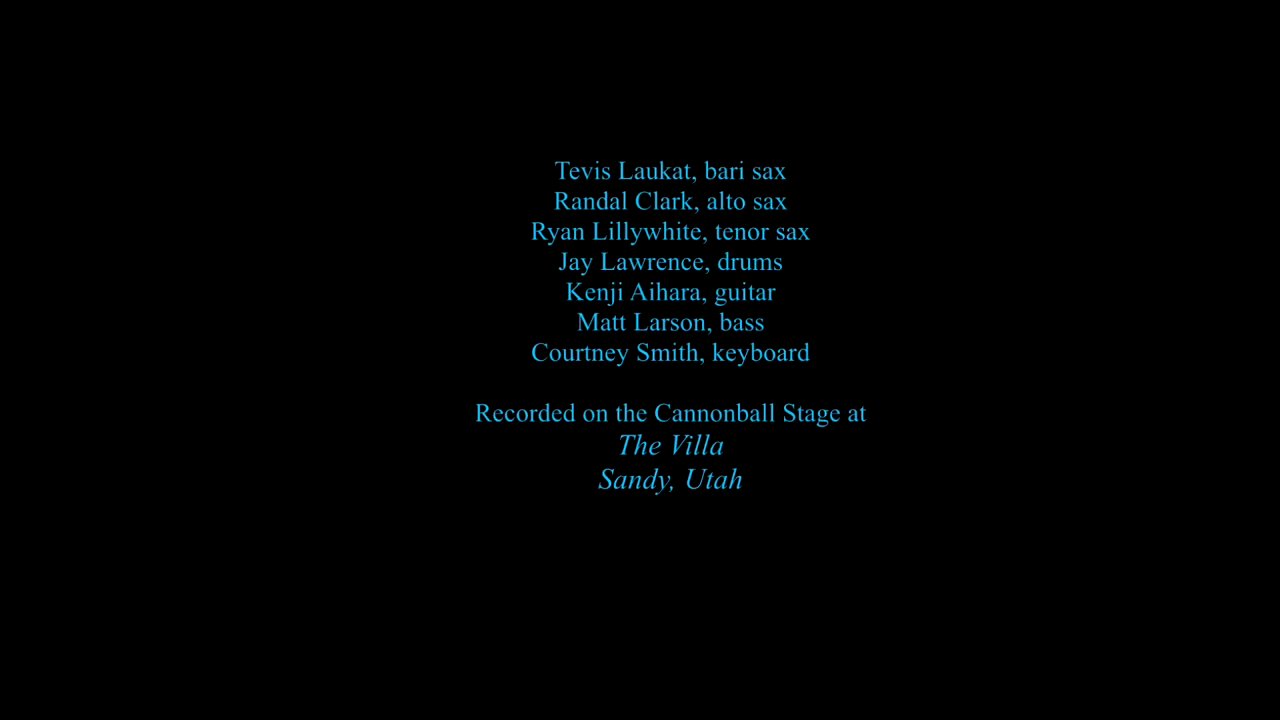 Tevis Laukat, bari sax
Randal Clark, alto sax
Ryan Lillywhite, tenor sax
Jay Lawrence, drums
Kenji Aihara, guitar
Matt Larson, bass
Courtney Smith, keyboard
Recorded on the Cannonball Stage at
The Villa
Sandy, Utah